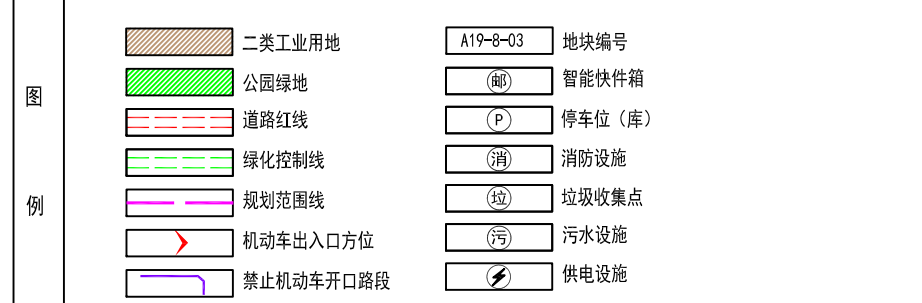 图例
二类工业用地
公园绿地
道路红线
绿化控制线
规划范围线
机动车出入口方位
禁止机动车开口路段
A19-8-03 地块编号
邮 智能快件箱
P 停车位（库）
消 消防设施
垃 垃圾收集点
污 污水设施
供电设施